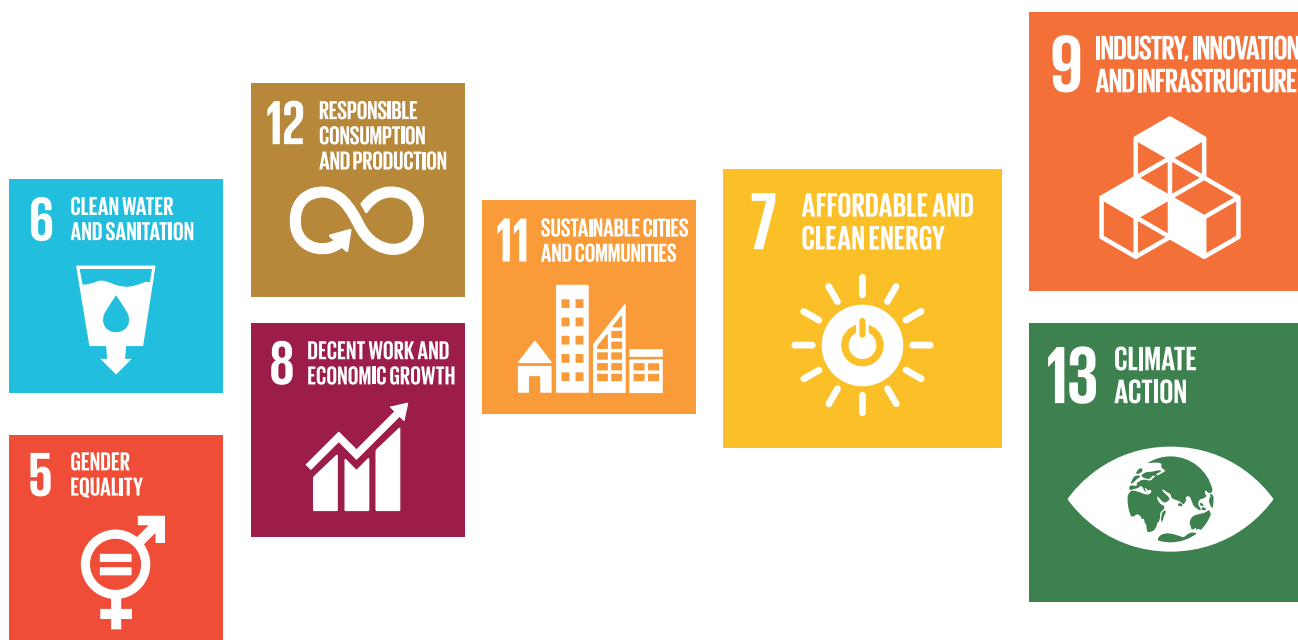 6 CLEAN WATER
AND SANITATION
5 GENDER
EQUALITY
12 RESPONSIBLE
CONSUMPTION
AND PRODUCTION
8 DECENT WORK AND
ECONOMIC GROWTH
11 SUSTAINABLE CITIES
AND COMMUNITIES
7 AFFORDABLE AND
CLEAN ENERGY
9 INDUSTRY, INNOVATION
AND INFRASTRUCTURE
13 CLIMATE
ACTION